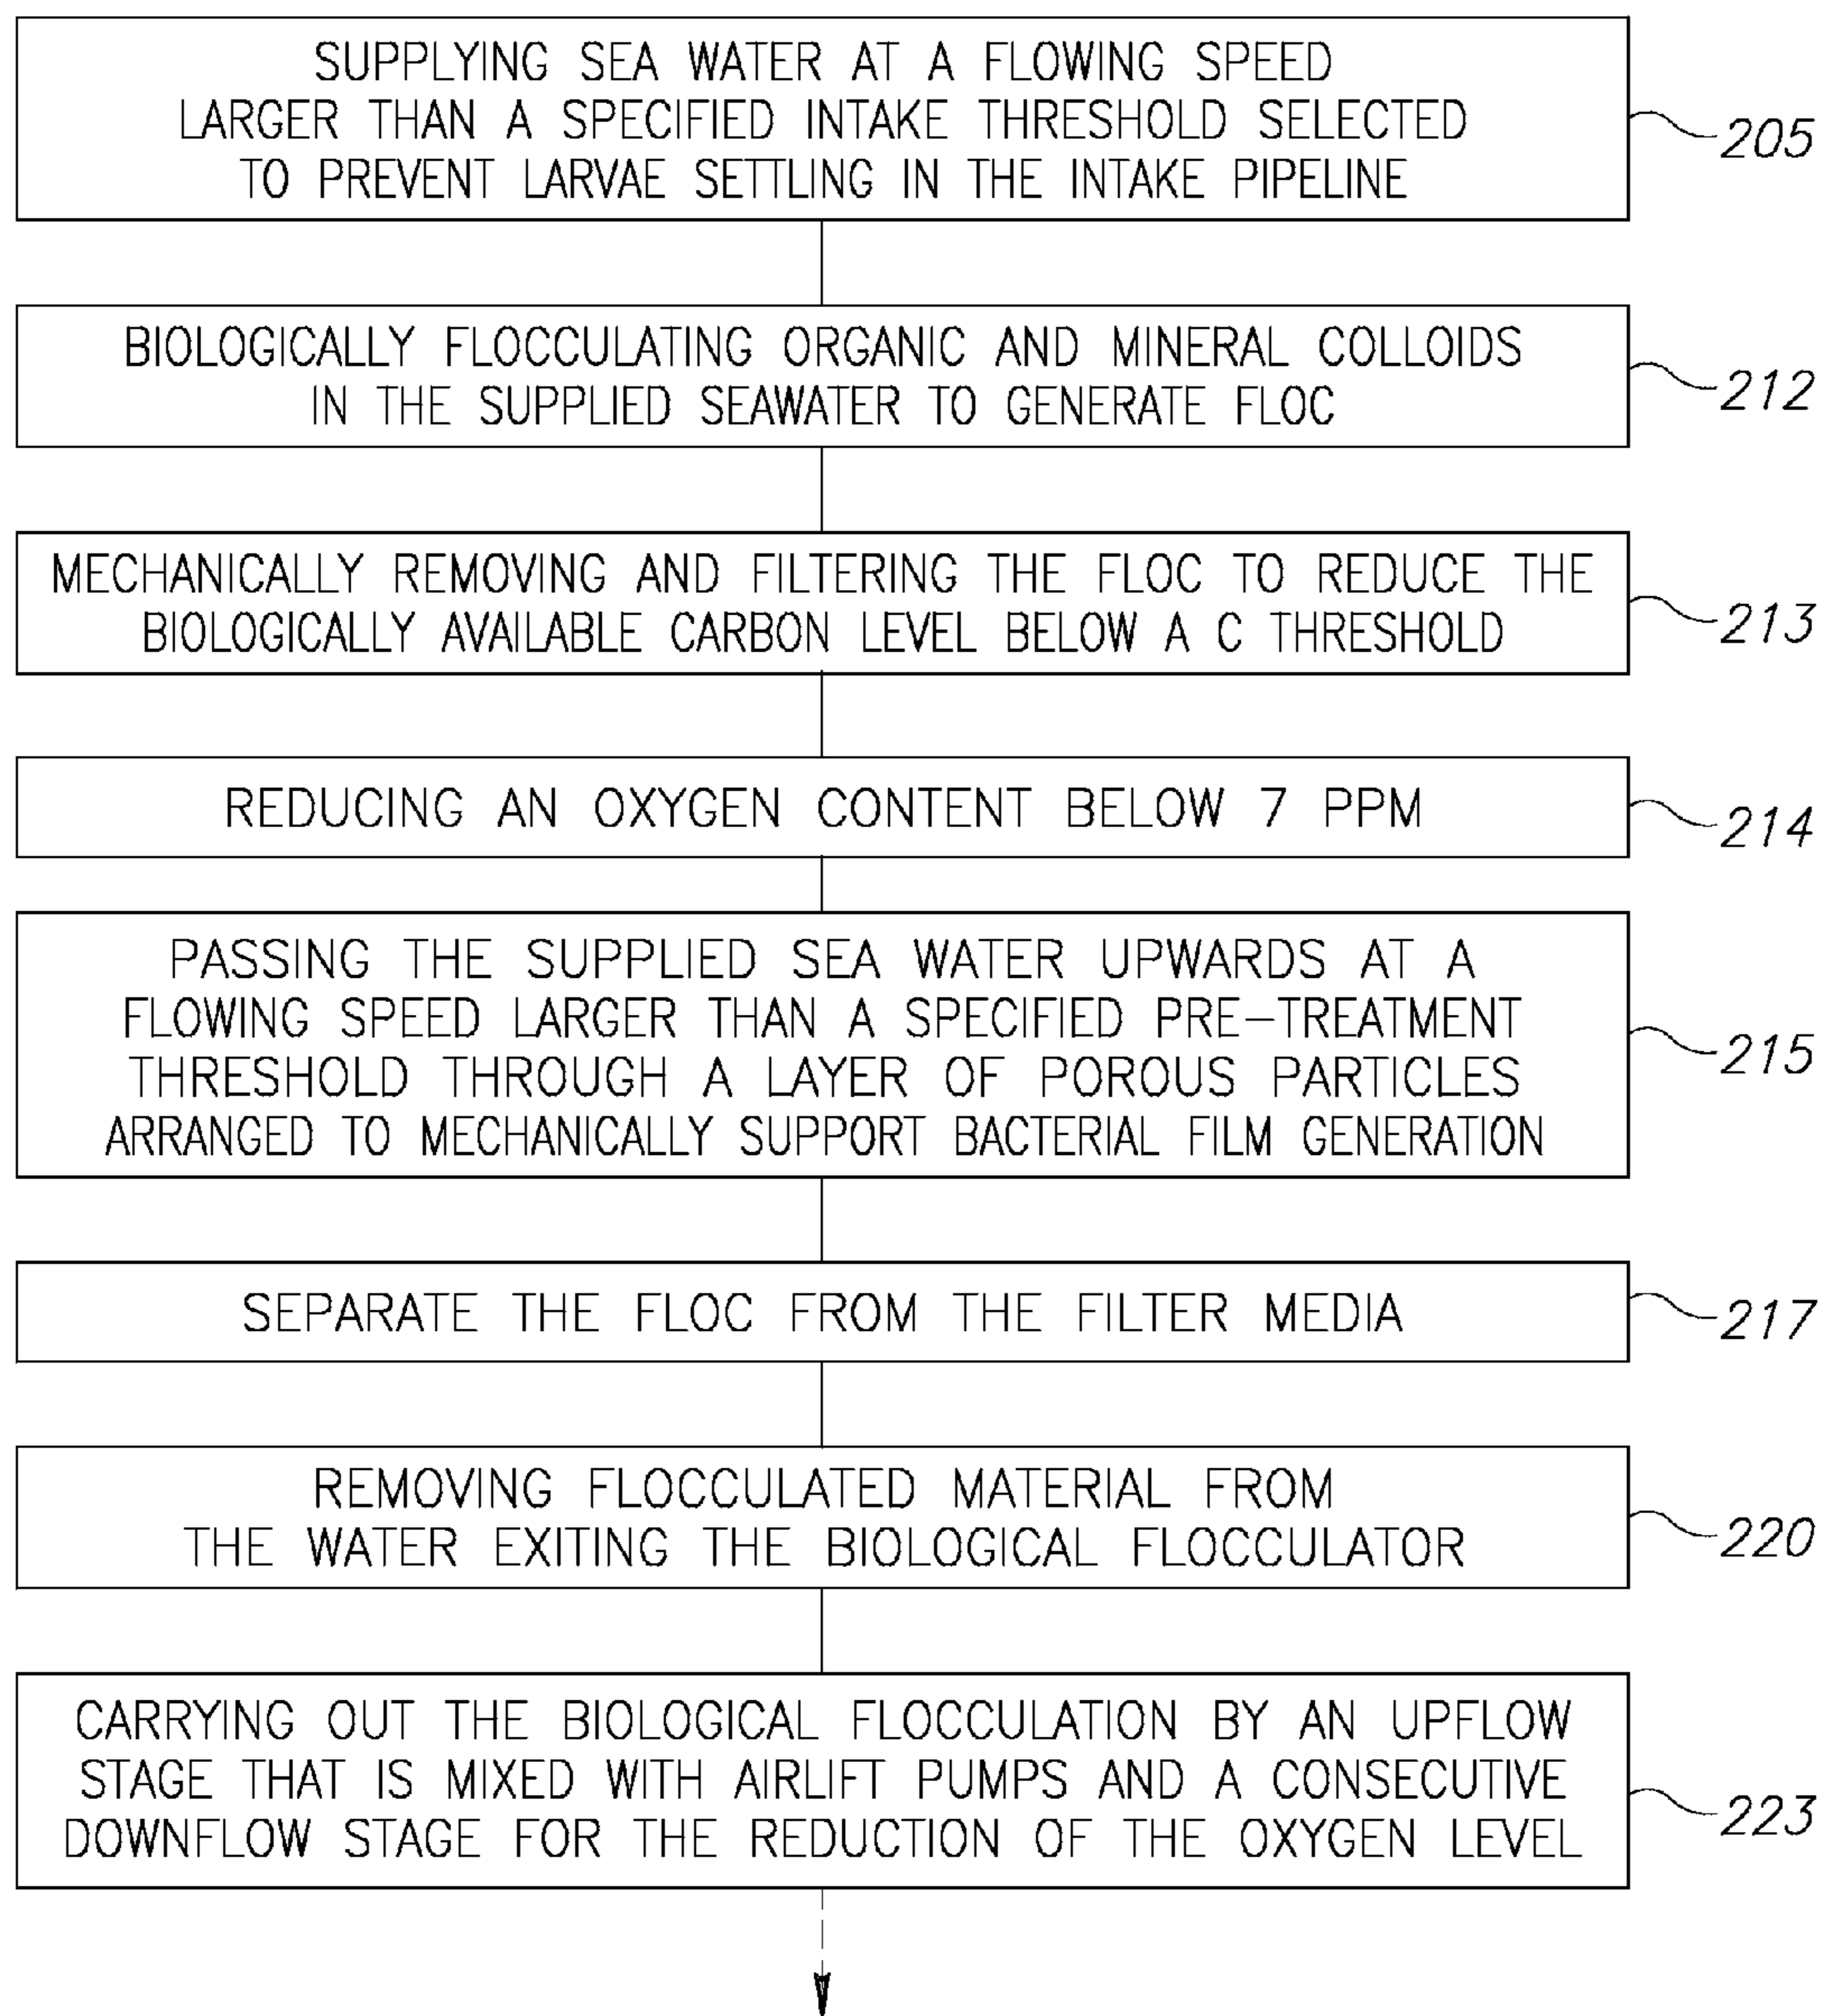 SUPPLYING SEA WATER AT A FLOWING SPEED
LARGER THAN A SPECIFIED INTAKE THRESHOLD SELECTED
TO PREVENT LARVAE SETTLING IN THE INTAKE PIPELINE
205
BIOLOGICALLY FLOCCULATING ORGANIC AND MINERAL COLLOIDS
IN THE SUPPLIED SEAWATER TO GENERATE FLOC
212
MECHANICALLY REMOVING AND FILTERING THE FLOC TO REDUCE THE
BIOLOGICALLY AVAILABLE CARBON LEVEL BELOW A C THRESHOLD
213
REDUCING AN OXYGEN CONTENT BELOW 7 PPM
214
PASSING THE SUPPLIED SEA WATER UPWARDS AT A
FLOWING SPEED LARGER THAN A SPECIFIED PRE-TREATMENT
THRESHOLD THROUGH A LAYER OF POROUS PARTICLES
ARRANGED TO MECHANICALLY SUPPORT BACTERIAL FILM GENERATION
215
SEPARATE THE FLOC FROM THE FILTER MEDIA
217
REMOVING FLOCCULATED MATERIAL FROM
THE WATER EXITING THE BIOLOGICAL FLOCCULATOR
220
CARRYING OUT THE BIOLOGICAL FLOCCULATION BY AN UPFLOW
STAGE THAT IS MIXED WITH AIRLIFT PUMPS AND A CONSECUTIVE
DOWNFLOW STAGE FOR THE REDUCTION OF THE OXYGEN LEVEL
223